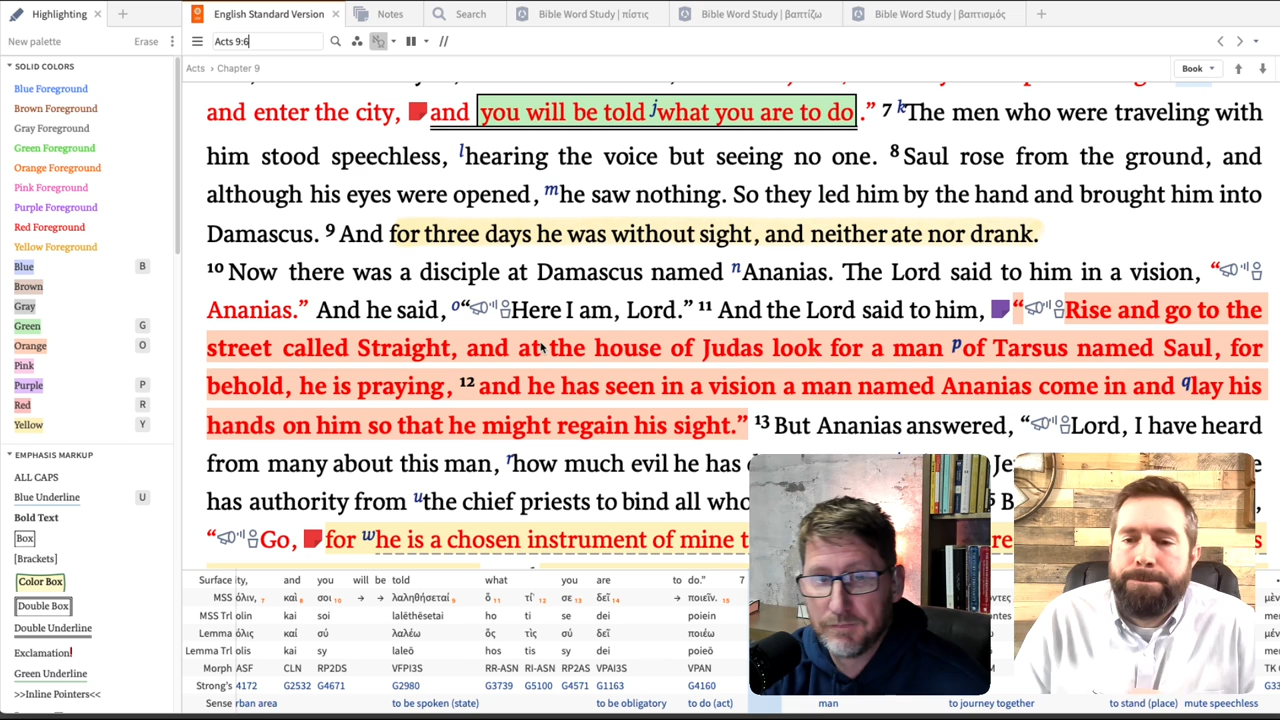 Highlighting
English Standard Version
Notes
Search
Bible Word Study | πίστις
Bible Word Study | βαπτίζω
Bible Word Study | βαπτισμός
New palette
Erase
Acts 9:6
SOLID COLORS
Blue Foreground
Brown Foreground
Gray Foreground
Green Foreground
Orange Foreground
Pink Foreground
Purple Foreground
Red Foreground
Yellow Foreground
Blue B
Brown
Gray
Green G
Orange O
Pink
Purple P
Red R
Yellow Y
EMPHASIS MARKUP
ALL CAPS
Blue Underline U
Bold Text
Box
[Brackets]
Color Box
Double Box
Double Underline
Exclamation!
Green Underline
>>Inline Pointers<<
Acts › Chapter 9
Book
and enter the city, and you will be told j what you are to do.” 7 k The men who were traveling with
him stood speechless, l hearing the voice but seeing no one. 8 Saul rose from the ground, and
although his eyes were opened, m he saw nothing. So they led him by the hand and brought him into
Damascus. 9 And for three days he was without sight, and neither ate nor drank.
10 Now there was a disciple at Damascus named n Ananias. The Lord said to him in a vision, “
Ananias.” And he said, o “Here I am, Lord.” 11 And the Lord said to him, “Rise and go to the
street called Straight, and at the house of Judas look for a man p of Tarsus named Saul, for
behold, he is praying, 12 and he has seen in a vision a man named Ananias come in and q lay his
hands on him so that he might regain his sight.” 13 But Ananias answered, “Lord, I have heard
from many about this man, r how much evil he has
has authority from u the chief priests to bind all who
“Go, for w he is a chosen instrument of mine
Surface ity, and you will be told what you are to do.” 7
MSS όλιν, 7 καὶ 8 σοι 10 → → λαληθήσεταί 9 ὅ 11 τί 12 σε 13 δεῖ 14 → ποιεῖν. 15
MSS Trl olin kai soi lalēthēsetai ho ti se dei poiein
Lemma όλις καί σύ λαλέω ὅς τὶς σύ δεῖ ποιέω
Lemma Trl olis kai sy laleō hos tis sy dei poieō
Morph ASF CLN RP2DS VFPI3S RR-ASN RI-ASN RP2AS VPAI3S VPAN
Strong’s 4172 G2532 G4671 G2980 G3739 G5100 G4571 G1163 G4160
Sense rban area to be spoken (state) to be obligatory to do (act) man to journey together to stand (place) mute speechless